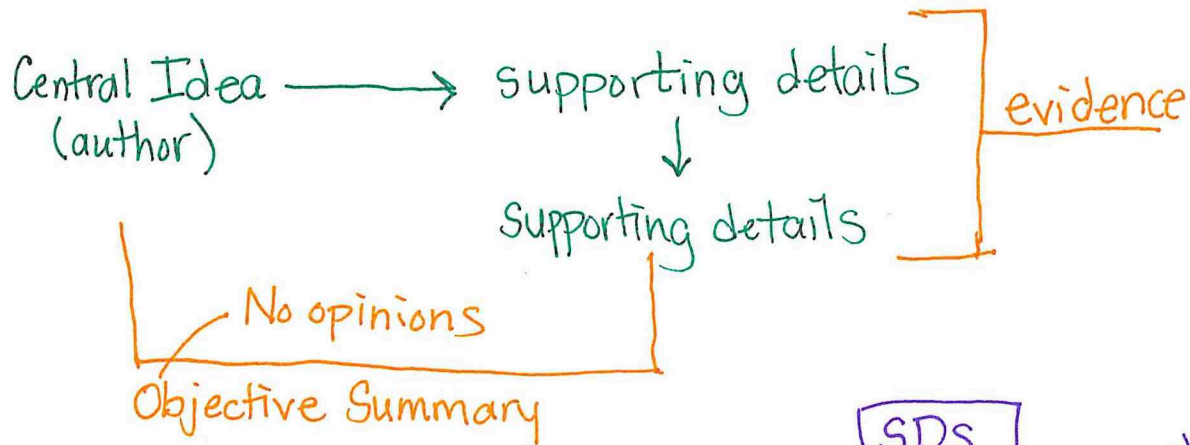 Central Idea → supporting details
(author)
evidence
↓
supporting details
No opinions
Objective Summary
SDS